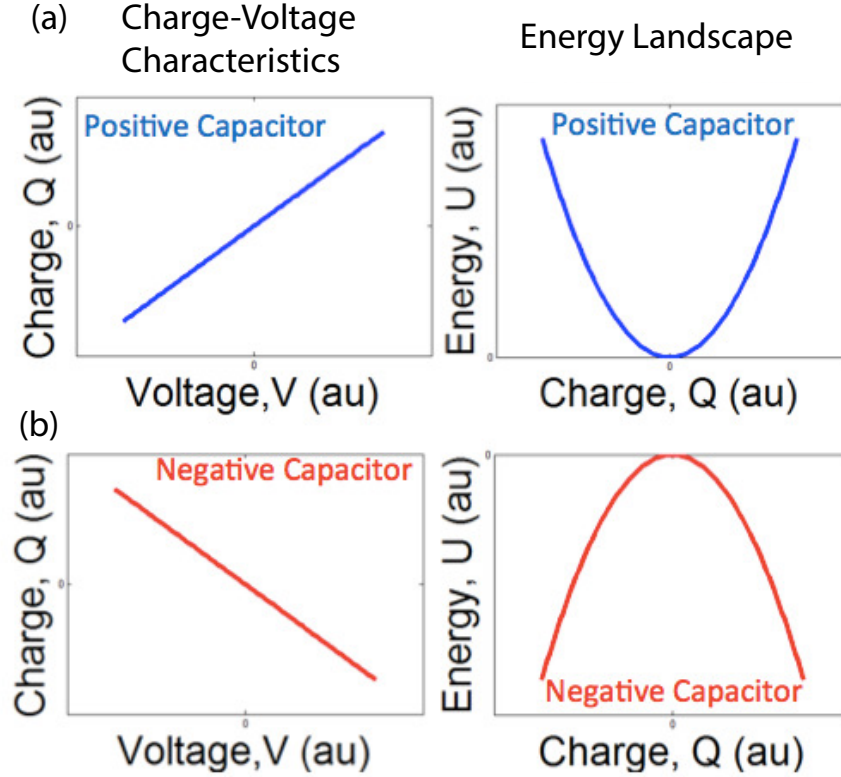 (a)
Charge-Voltage
Characteristics
Energy Landscape
Positive Capacitor
Charge, Q (au)
0
0
Voltage,V (au)
Positive Capacitor
Energy, U (au)
0
0
Charge, Q (au)
(b)
Negative Capacitor
Charge, Q (au)
0
0
Voltage,V (au)
Negative Capacitor
Energy, U (au)
0
0
Charge, Q (au)